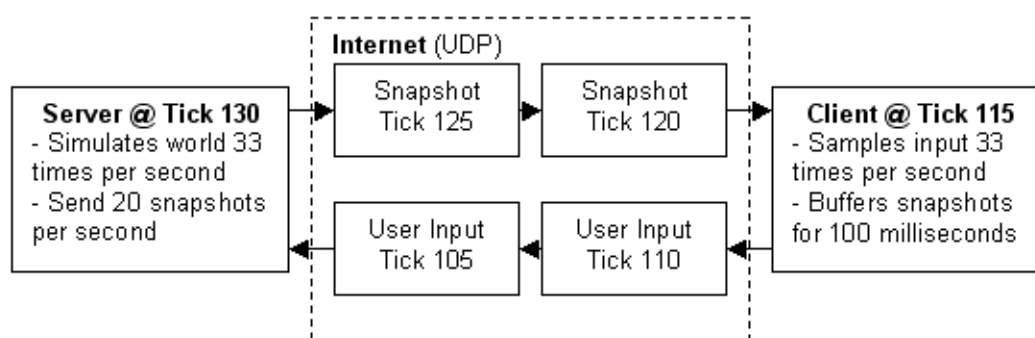 Internet (UDP)
Server @ Tick 130
- Simulates world 33
times per second
- Send 20 snapshots
per second
Snapshot
Tick 125
Snapshot
Tick 120
User Input
Tick 105
User Input
Tick 110
Client @ Tick 115
- Samples input 33
times per second
- Buffers snapshots
for 100 milliseconds